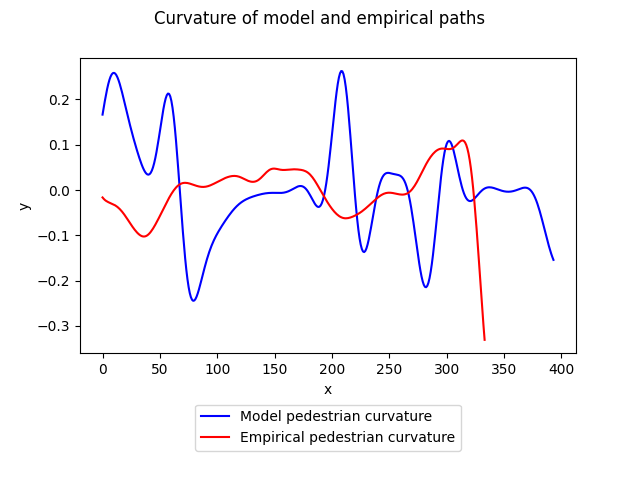 Curvature of model and empirical paths
0.2
0.1
0.0
−0.1
−0.2
−0.3
y
0 50 100 150 200 250 300 350 400
x
Model pedestrian curvature
Empirical pedestrian curvature